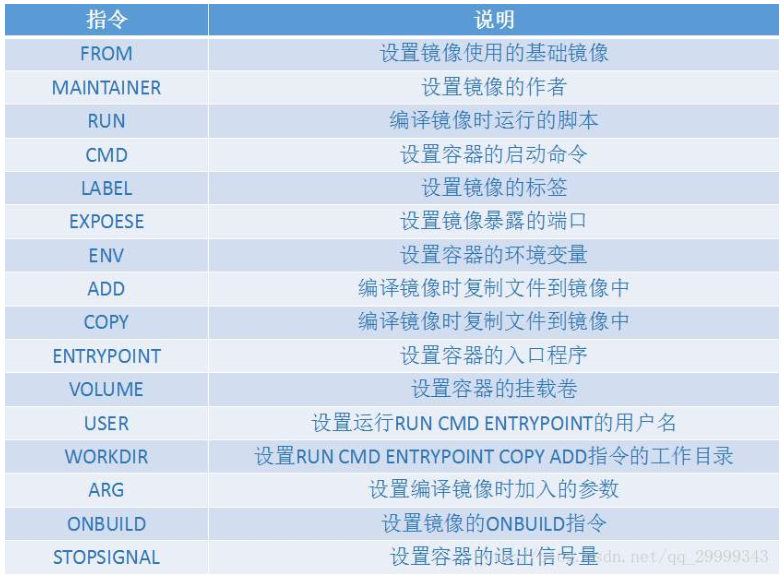 指令 说明
FROM 设置镜像使用的基础镜像
MAINTAINER 设置镜像的作者
RUN 编译镜像时运行的脚本
CMD 设置容器的启动命令
LABEL 设置镜像的标签
EXPOESE 设置镜像暴露的端口
ENV 设置容器的环境变量
ADD 编译镜像时复制文件到镜像中
COPY 编译镜像时复制文件到镜像中
ENTRYPOINT 设置容器的入口程序
VOLUME 设置容器的挂载卷
USER 设置运行RUN CMD ENTRYPOINT的用户名
WORKDIR 设置RUN CMD ENTRYPOINT COPY ADD指令的工作目录
ARG 设置编译镜像时加入的参数
ONBUILD 设置镜像的ONBUILD指令
STOPSIGNAL 设置容器的退出信号量